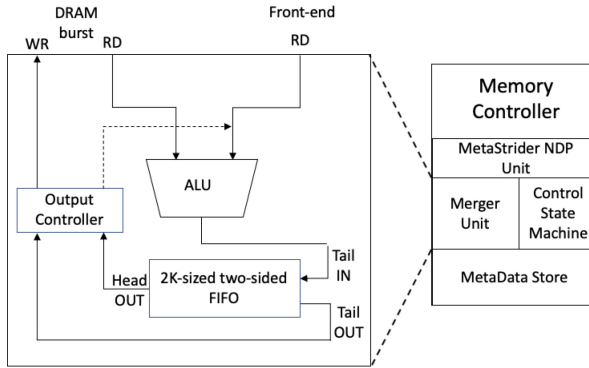 DRAM
burst
WR
RD
Front-end
RD
ALU
Output
Controller
Head
OUT
2K-sized two-sided
FIFO
Tail
IN
Tail
OUT
Memory
Controller
MetaStrider NDP
Unit
Merger
Unit
Control
State
Machine
MetaData Store